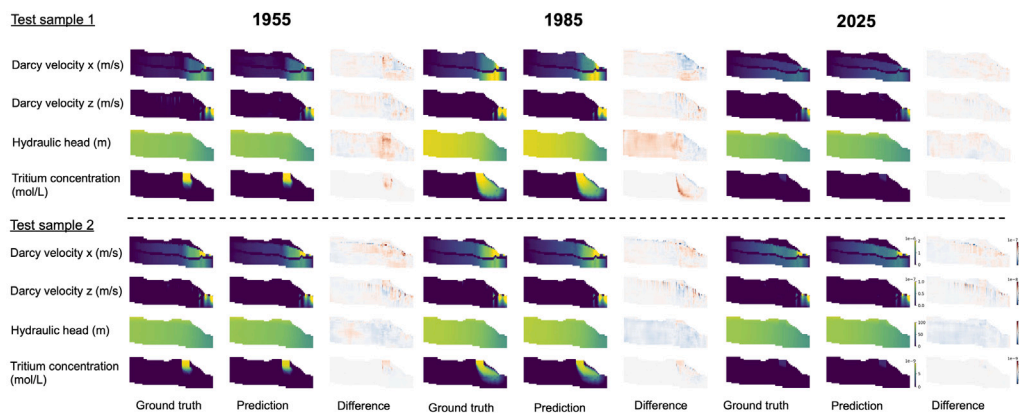 Test sample 1
1955 1985 2025
Darcy velocity x (m/s)
Darcy velocity z (m/s)
Hydraulic head (m)
Tritium concentration
(mol/L)
Test sample 2
Darcy velocity x (m/s)
Darcy velocity z (m/s)
Hydraulic head (m)
Tritium concentration
(mol/L)
Ground truth Prediction Difference Ground truth Prediction Difference Ground truth Prediction Difference